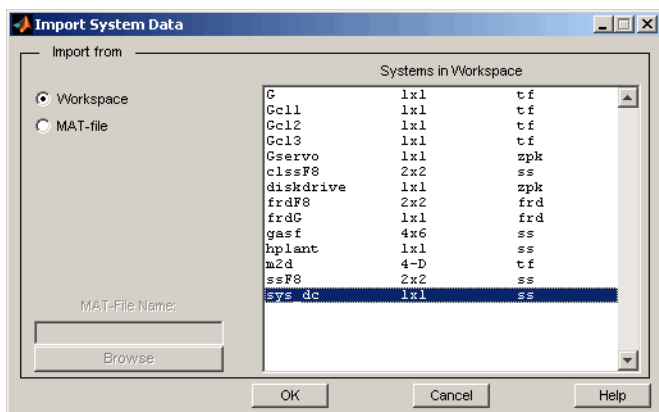 Import System Data
Import from
Systems in Workspace
Workspace
MAT-file
G 1x1 tf
Gcl1 1x1 tf
Gcl2 1x1 tf
Gcl3 1x1 tf
Gservo 1x1 zpk
clssF8 2x2 ss
diskdrive 1x1 zpk
frdF8 2x2 frd
frdG 1x1 frd
gasf 4x6 ss
hplant 1x1 ss
m2d 4-D tf
ssF8 2x2 ss
sys_dc 1x1 ss
MAT-File Name:
Browse
OK Cancel Help